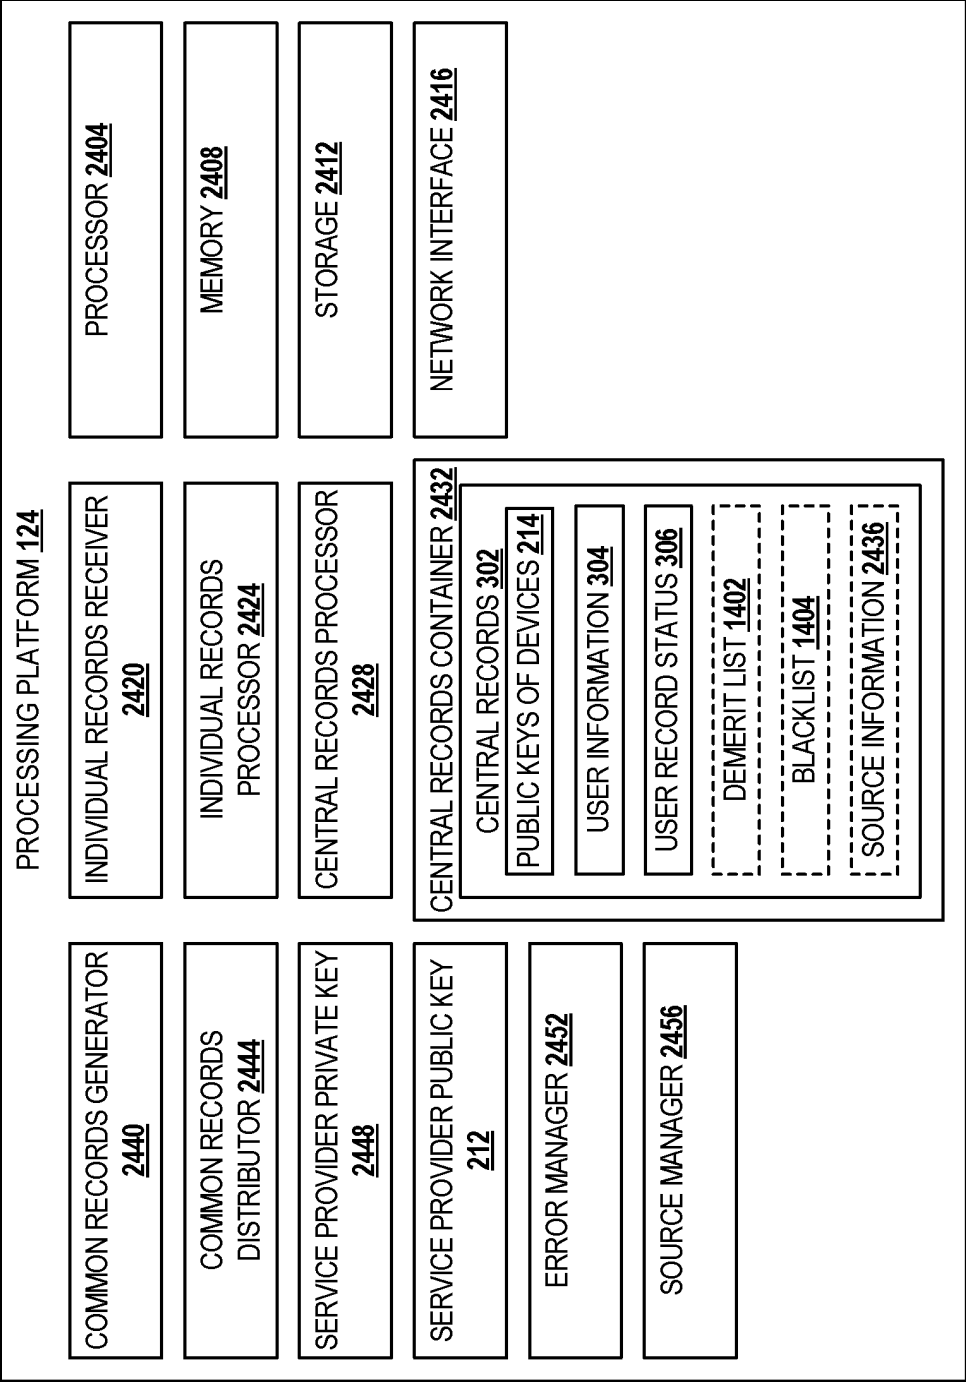 PROCESSING PLATFORM 124
COMMON RECORDS GENERATOR
2440
COMMON RECORDS
DISTRIBUTOR 2444
SERVICE PROVIDER PRIVATE KEY
2448
SERVICE PROVIDER PUBLIC KEY
212
ERROR MANAGER 2452
SOURCE MANAGER 2456
INDIVIDUAL RECORDS RECEIVER
2420
INDIVIDUAL RECORDS
PROCESSOR 2424
CENTRAL RECORDS PROCESSOR
2428
CENTRAL RECORDS CONTAINER 2432
CENTRAL RECORDS 302
PUBLIC KEYS OF DEVICES 214
USER INFORMATION 304
USER RECORD STATUS 306
DEMERIT LIST 1402
BLACKLIST 1404
SOURCE INFORMATION 2436
PROCESSOR 2404
MEMORY 2408
STORAGE 2412
NETWORK INTERFACE 2416